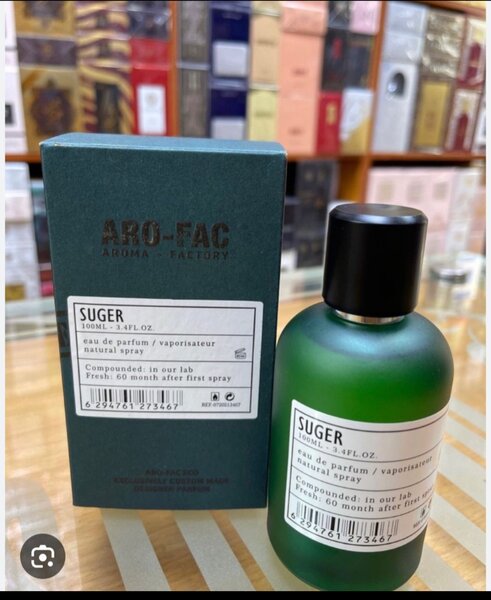 ARO-FAC
AROMA - FACTORY
SUGER
100ML - 3.4FL.OZ.
eau de parfum / vaporisateur
natural spray
Compounded: in our lab
Fresh: 60 month after first spray
6 294761 273467
ARO-FAC ECO
EXCLUSIVELY CUSTOM MADE
DESIGNER PARFUM
SUGER
100ML - 3.4FL.OZ.
eau de parfum / vaporisateur
natural spray
Compounded: in our lab
Fresh: 60 month after first
6 294761 273467